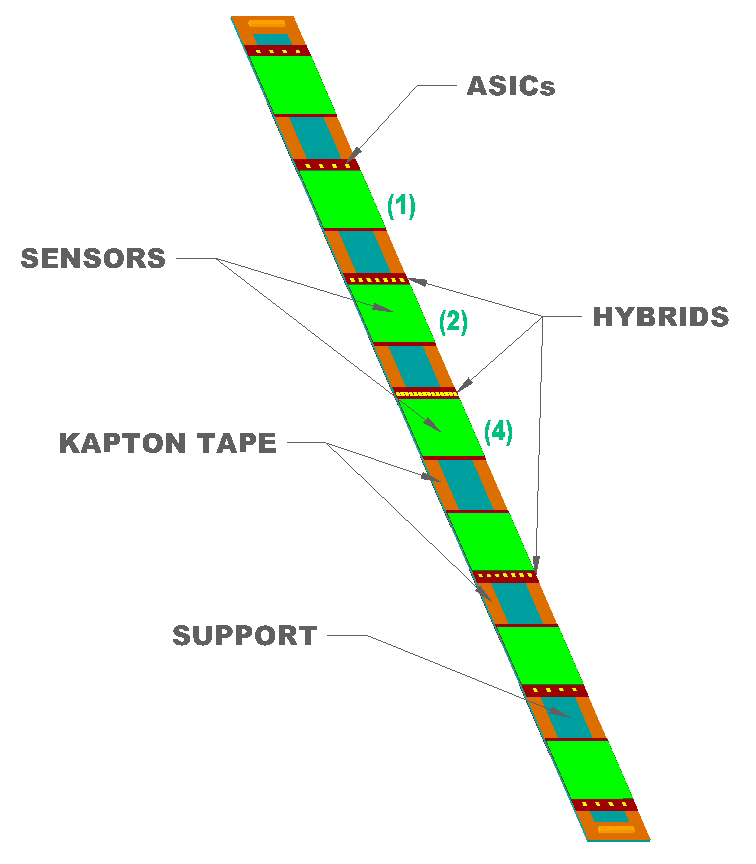 ASICs
(1)
SENSORS
(2)
HYBRIDS
(4)
KAPTON TAPE
SUPPORT